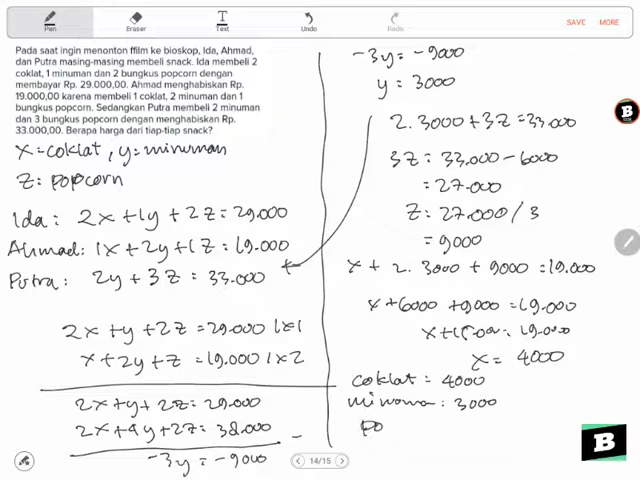 Pen
Eraser
Text
Undo
Redo
SAVE
MORE
Pada saat ingin menonton ffilm ke bioskop, Ida, Ahmad,
dan Putra masing-masing membeli snack. Ida membeli 2
coklat, 1 minuman dan 2 bungkus popcorn dengan
membayar Rp. 29.000,00. Ahmad menghabiskan Rp.
19.000,00 karena membeli 1 coklat, 2 minuman dan 1
bungkus popcorn. Sedangkan Putra membeli 2 minuman
dan 3 bungkus popcorn dengan menghabiskan Rp.
33.000,00. Berapa harga dari tiap-tiap snack?
x = coklat, y = minuman
z = popcorn
Ida : 2x + 1y + 2z = 29.000
Ahmad : 1x + 2y + 1z = 19.000
Putra : 2y + 3z = 33.000
2x + y + 2z = 29.000 | x 1
x + 2y + z = 19.000 | x 2
2x + y + 2z = 29.000
2x + 4y + 2z = 38.000
-
-3y = -9000
-3y = -9000
y = 3000
2. 3000 + 3z = 33.000
3z = 33.000 - 6000
= 27.000
z = 27.000 / 3
= 9000
x + 2. 3000 + 9000 = 19.000
x + 6000 + 9000 = 19.000
x + 15.000 = 19.000
x = 4000
coklat = 4000
minuman : 3000
po
14/15
B
B